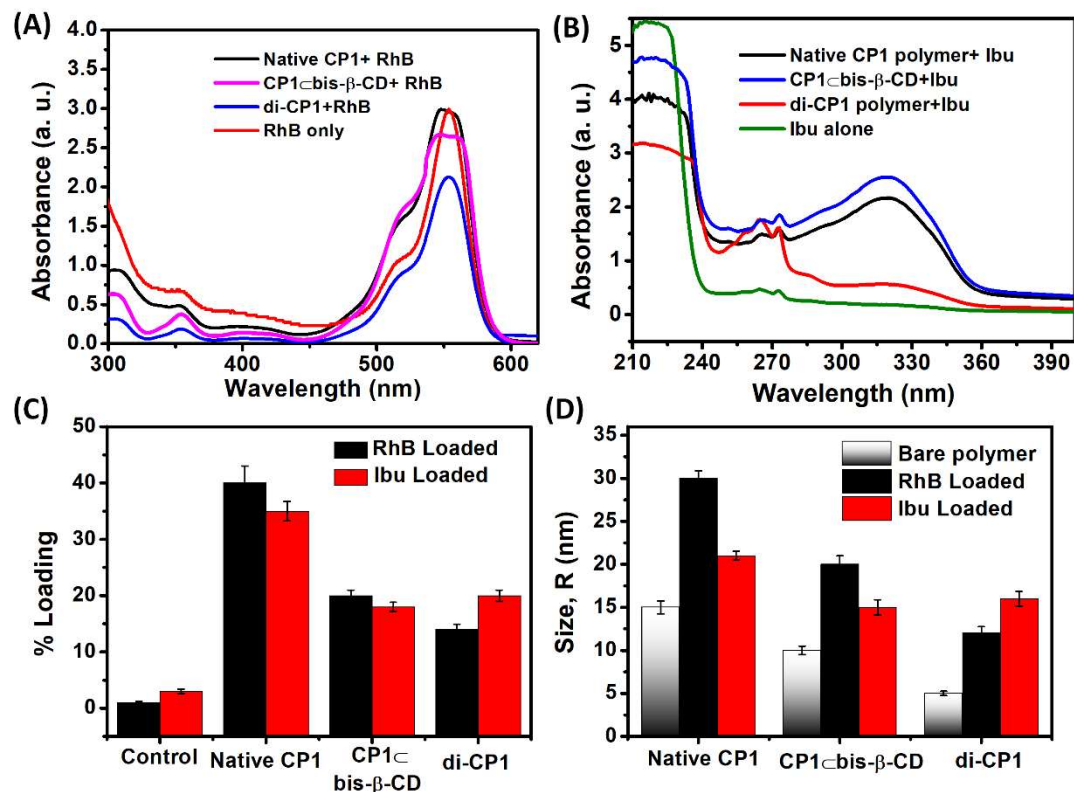 (A)
4.0
3.5
3.0
2.5
2.0
1.5
1.0
0.5
0.0
Absorbance (a. u.)
Native CP1+ RhB
CP1⊂bis-β-CD+ RhB
di-CP1+RhB
RhB only
300
400
500
600
Wavelength (nm)
(B)
5
4
3
2
1
0
Absorbance (a. u.)
Native CP1 polymer+ Ibu
CP1⊂bis-β-CD+Ibu
di-CP1 polymer+Ibu
Ibu alone
210
240
270
300
330
360
390
Wavelength (nm)
(C)
50
40
30
20
10
0
% Loading
RhB Loaded
Ibu Loaded
Control
Native CP1
CP1⊂
bis-β-CD
di-CP1
(D)
35
30
25
20
15
10
5
0
Size, R (nm)
Bare polymer
RhB Loaded
Ibu Loaded
Native CP1
CP1⊂bis-β-CD
di-CP1